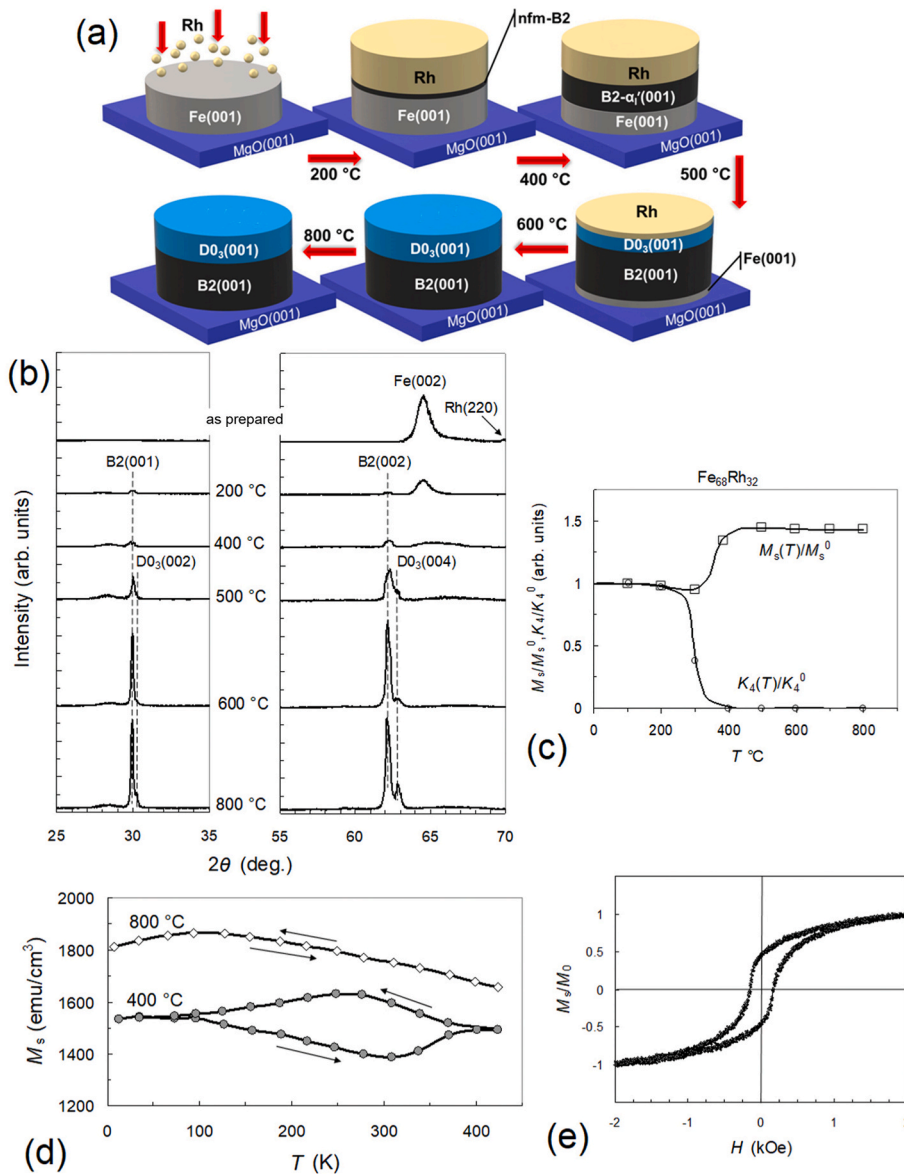 (a)
Rh
nfm-B2
Rh
Rh
B2-α₁′(001)
Fe(001)
Fe(001)
Fe(001)
MgO(001)
MgO(001)
MgO(001)
200 °C
400 °C
500 °C
800 °C
600 °C
Rh
D0₃(001)
D0₃(001)
D0₃(001)
Fe(001)
B2(001)
B2(001)
B2(001)
MgO(001)
MgO(001)
MgO(001)
(b)
Fe(002)
as prepared
Rh(220)
B2(001)
B2(002)
200 °C
400 °C
D0₃(002)
D0₃(004)
500 °C
600 °C
800 °C
Intensity (arb. units)
25 30 35
55 60 65 70
2θ (deg.)
Fe₆₈Rh₃₂
1.5
Mₛ(T)/Mₛ⁰
1
0.5
K₄(T)/K₄⁰
0
0 200 400 600 800
T °C
Mₛ/Mₛ⁰,K₄/K₄⁰ (arb. units)
(c)
2000
800 °C
1800
1600
400 °C
1400
1200
0 100 200 300 400
Mₛ (emu/cm³)
T (K)
(d)
1
0.5
0
-0.5
-1
-2 -1 0 1
Mₛ/M₀
H (kOe)
(e)